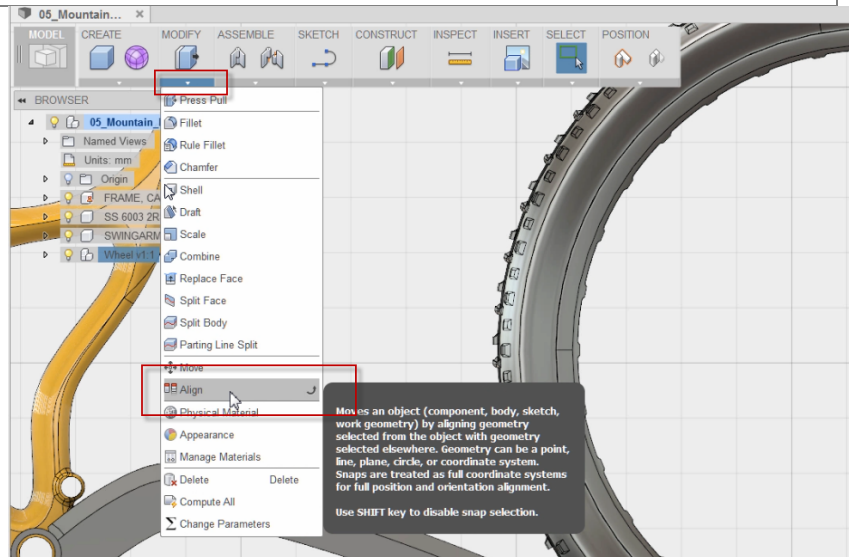 05_Mountain... ×
MODEL CREATE MODIFY ASSEMBLE SKETCH CONSTRUCT INSPECT INSERT SELECT POSITION
BROWSER
05_Mountain_
Named Views
Units: mm
Origin
FRAME, CA
SS 6003 2R
SWINGARM
Wheel v1:1
Press Pull
Fillet
Rule Fillet
Chamfer
Shell
Draft
Scale
Combine
Replace Face
Split Face
Split Body
Parting Line Split
Move
Align
Physical Material
Appearance
Manage Materials
Delete Delete
Compute All
Change Parameters
Moves an object (component, body, sketch,
work geometry) by aligning geometry
selected from the object with geometry
selected elsewhere. Geometry can be a point,
line, plane, circle, or coordinate system.
Snaps are treated as full coordinate systems
for full position and orientation alignment.
Use SHIFT key to disable snap selection.